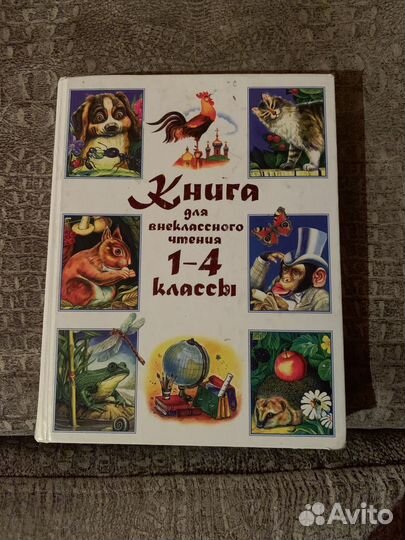 Книга
для
внеклассного
чтения
1-4
классы
Avito